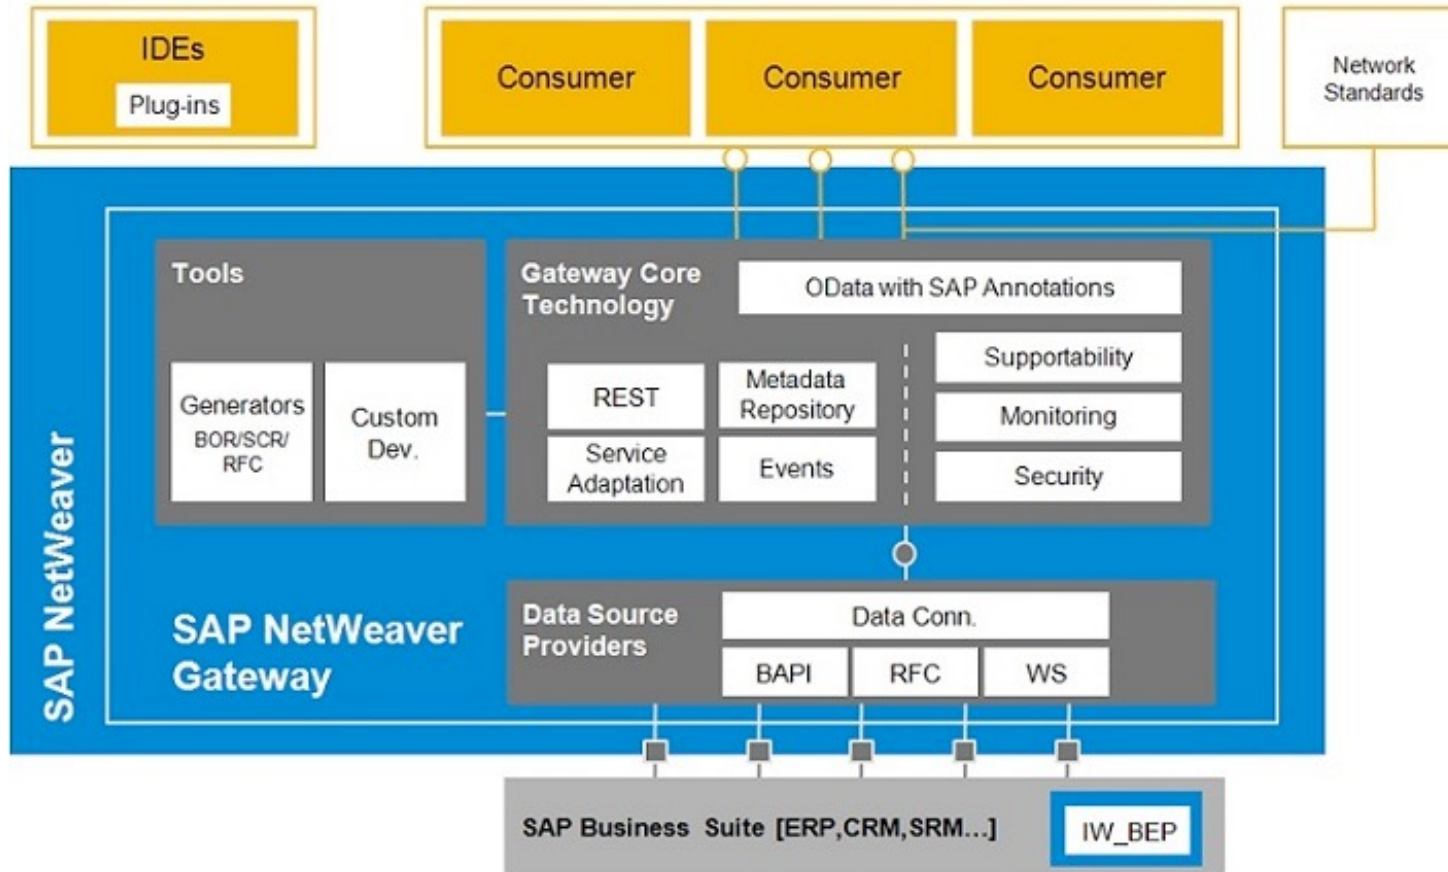 IDEs
Plug-ins
Consumer
Consumer
Consumer
Network
Standards
SAP NetWeaver
Tools
Generators
BOR/SCR/
RFC
Custom
Dev.
Gateway Core
Technology
OData with SAP Annotations
REST
Metadata
Repository
Service
Adaptation
Events
Supportability
Monitoring
Security
SAP NetWeaver
Gateway
Data Source
Providers
Data Conn.
BAPI
RFC
WS
SAP Business Suite [ERP,CRM,SRM...]
IW_BEP